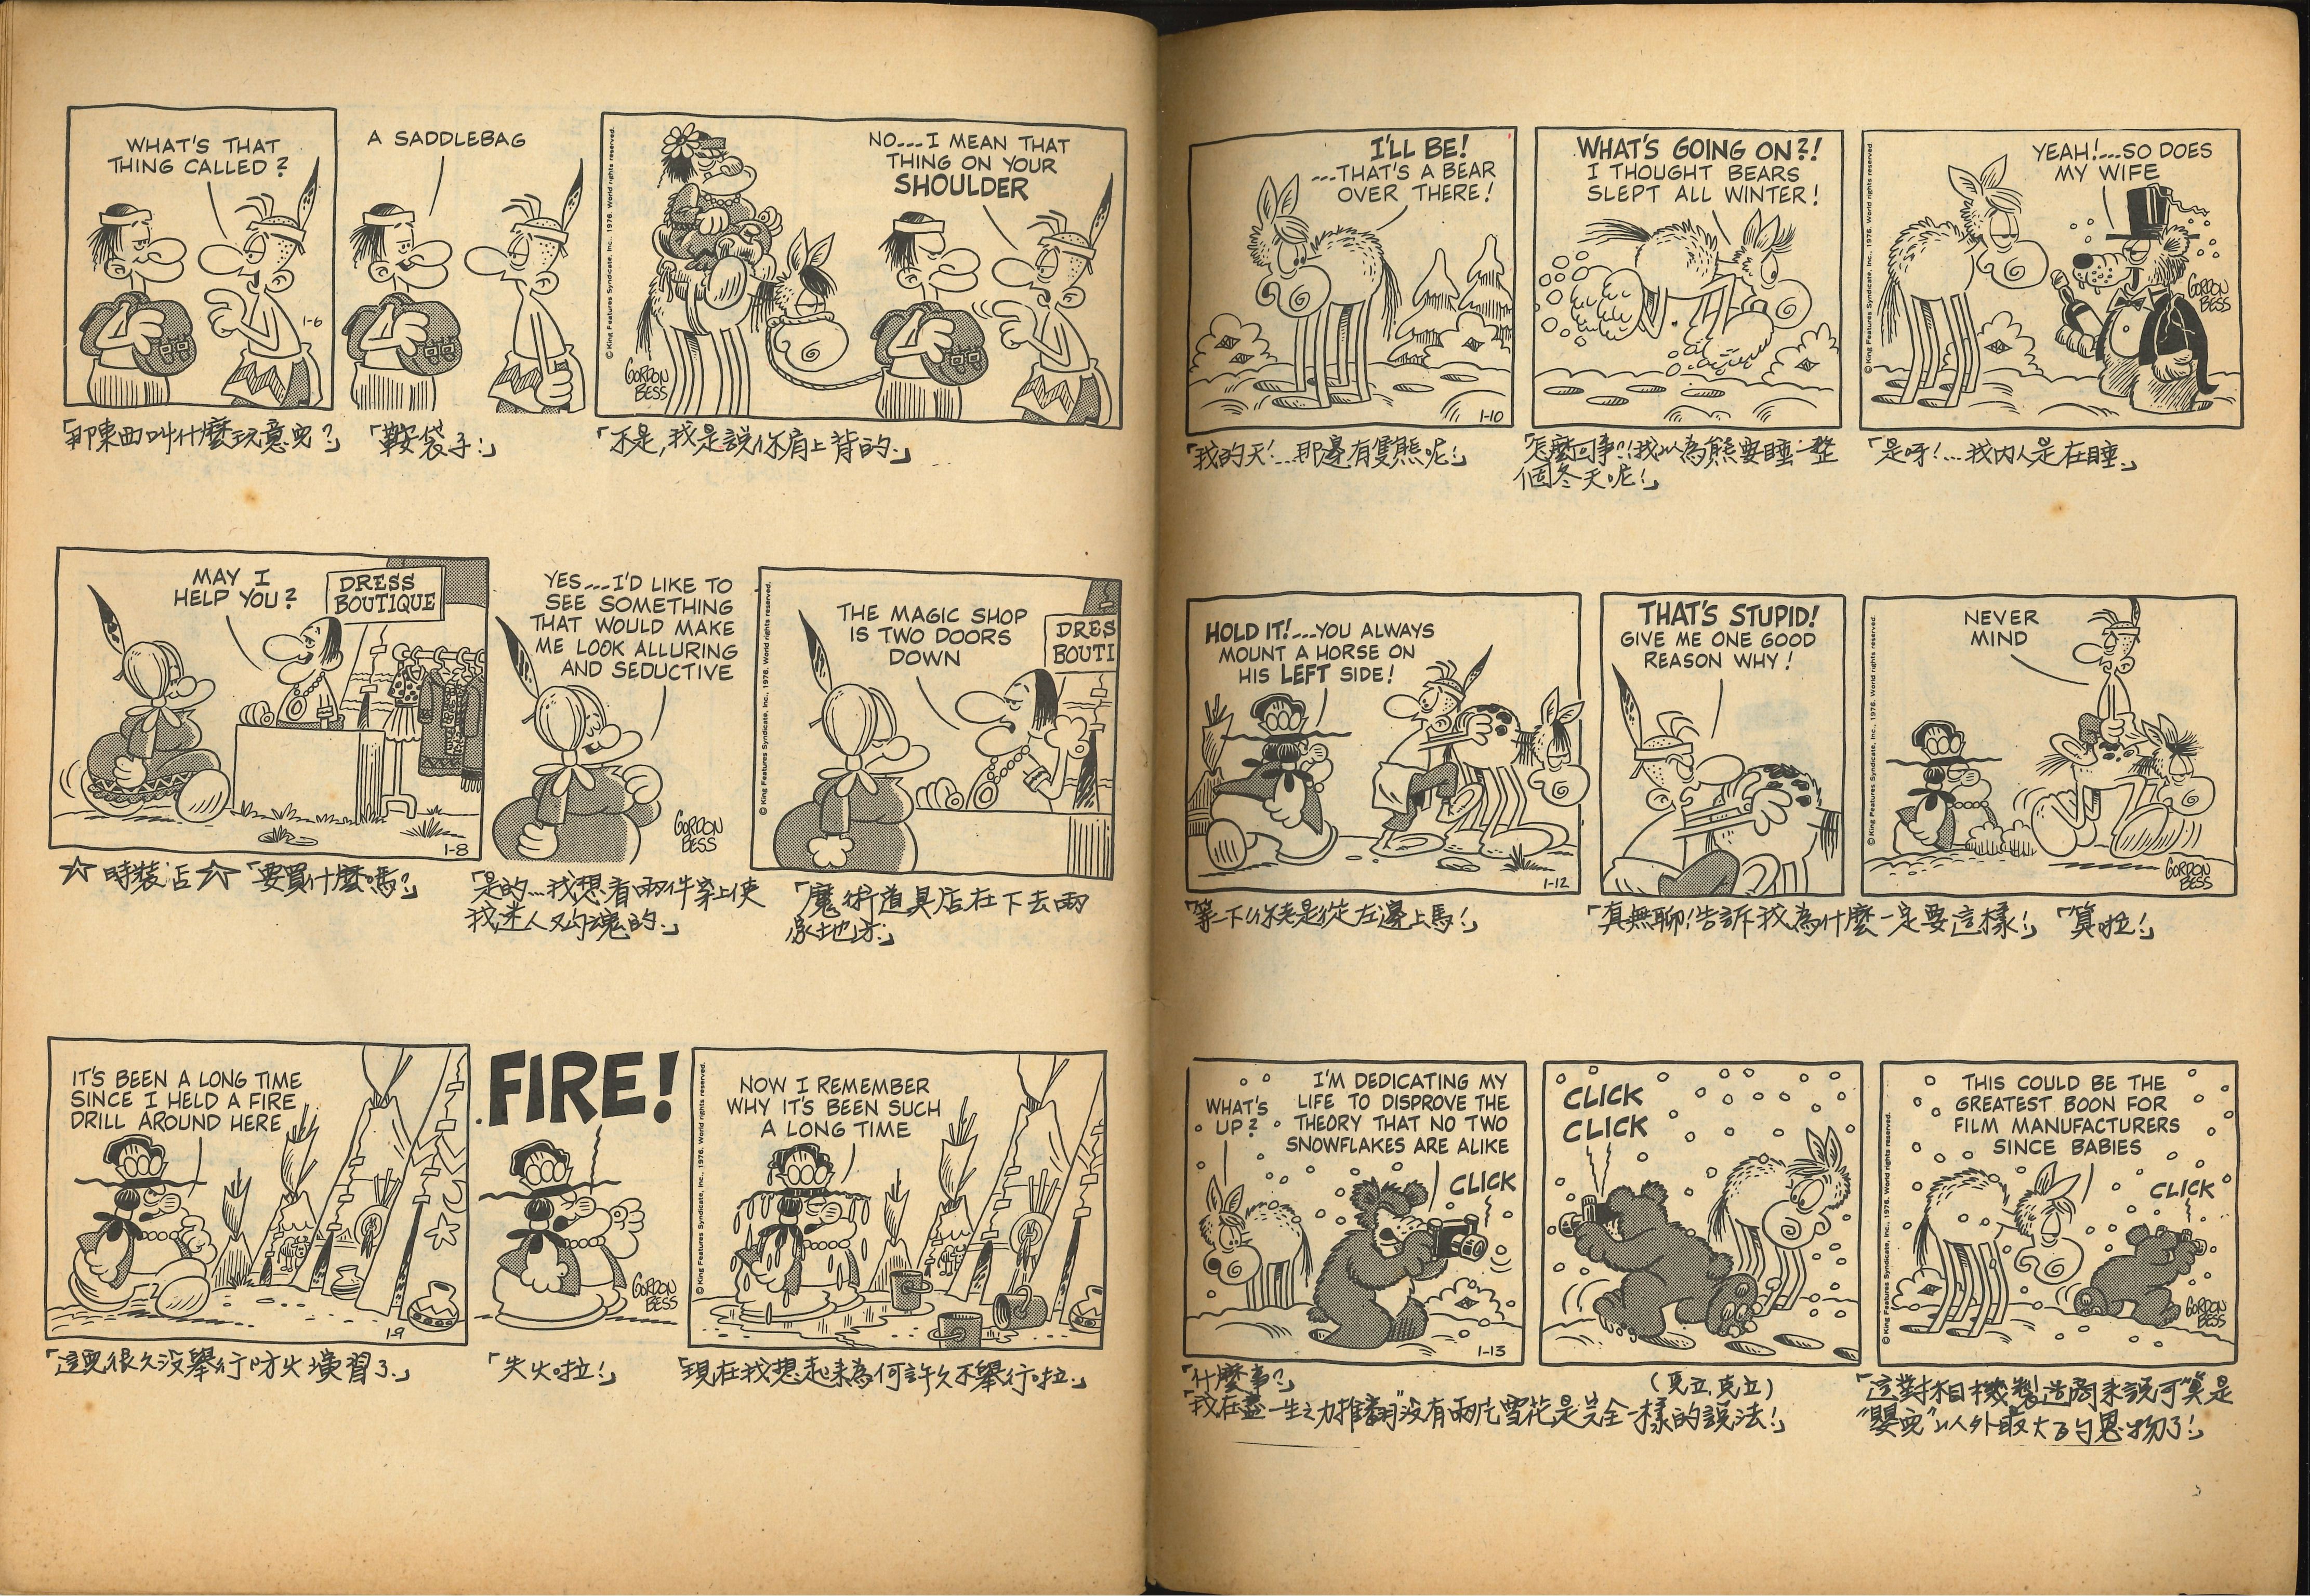 WHAT'S THAT
THING CALLED?
1-6
A SADDLEBAG
© King Features Syndicate, Inc., 1976. World rights reserved.
NO---I MEAN THAT
THING ON YOUR
SHOULDER
GORDON
BESS
「那東西叫什麼玩意兒?」
「鞍袋子!」
「不是,我是說你肩上背的.」
MAY I
HELP YOU?
DRESS
BOUTIQUE
1-8
YES---I'D LIKE TO
SEE SOMETHING
THAT WOULD MAKE
ME LOOK ALLURING
AND SEDUCTIVE
GORDON
BESS
© King Features Syndicate, Inc., 1976. World rights reserved.
THE MAGIC SHOP
IS TWO DOORS
DOWN
DRES
BOUTI
☆時裝店☆「要買什麼嗎?」
「是的...我想看兩件穿上使
我迷人又勾魂的.」
「魔術道具店在下去兩
家地方.」
IT'S BEEN A LONG TIME
SINCE I HELD A FIRE
DRILL AROUND HERE
1-9
FIRE!
GORDON
BESS
© King Features Syndicate, Inc., 1976. World rights reserved.
NOW I REMEMBER
WHY IT'S BEEN SUCH
A LONG TIME
「這兒很久沒舉行防火演習了.」
「失火啦!」
「現在我想起來為何許久不舉行啦.」
I'LL BE!
---THAT'S A BEAR
OVER THERE!
1-10
WHAT'S GOING ON?!
I THOUGHT BEARS
SLEPT ALL WINTER!
© King Features Syndicate, Inc., 1976. World rights reserved.
YEAH!---SO DOES
MY WIFE
GORDON
BESS
「我的天!...那邊有隻熊呢!」
「怎麼回事?!我以為熊要睡一整
個冬天呢!」
「是呀!...我內人是在睡.」
HOLD IT!---YOU ALWAYS
MOUNT A HORSE ON
HIS LEFT SIDE!
1-12
THAT'S STUPID!
GIVE ME ONE GOOD
REASON WHY!
© King Features Syndicate, Inc., 1976. World rights reserved.
NEVER
MIND
GORDON
BESS
「等一下!你老是從左邊上馬!」
「真無聊!告訴我為什麼一定要這樣!」
「算啦!」
WHAT'S
UP?
I'M DEDICATING MY
LIFE TO DISPROVE THE
THEORY THAT NO TWO
SNOWFLAKES ARE ALIKE
CLICK
1-13
CLICK
CLICK
© King Features Syndicate, Inc., 1976. World rights reserved.
THIS COULD BE THE
GREATEST BOON FOR
FILM MANUFACTURERS
SINCE BABIES
CLICK
GORDON
BESS
「什麼事?」
「我在盡一生之力推翻"沒有兩片雪花是完全一樣的說法!」
(克立,克立)
「這對相機製造商來說可算是
"嬰兒"以外最大的恩物了!」